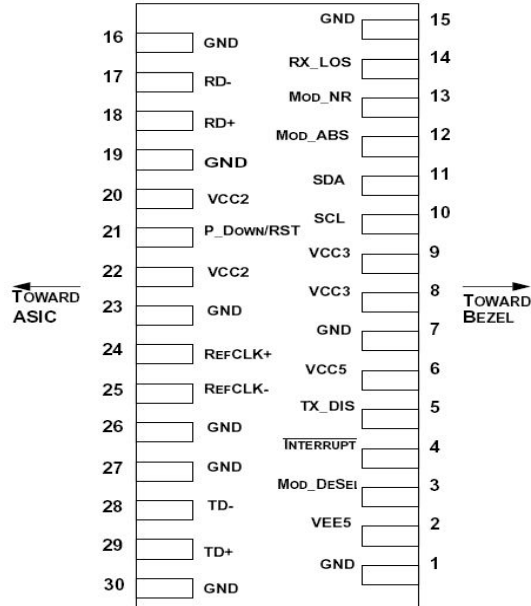 GND 15
16 GND
RX_LOS 14
17 RD-
MOD_NR 13
18 RD+
MOD_ABS 12
19 GND
SDA 11
20 VCC2
SCL 10
21 P_DOWN/RST
VCC3 9
22 VCC2
VCC3 8
TOWARD ASIC
TOWARD BEZEL
23 GND
GND 7
24 REFCLK+
VCC5 6
25 REFCLK-
TX_DIS 5
26 GND
INTERRUPT 4
27 GND
MOD_DESEL 3
28 TD-
VEE5 2
29 TD+
GND 1
30 GND